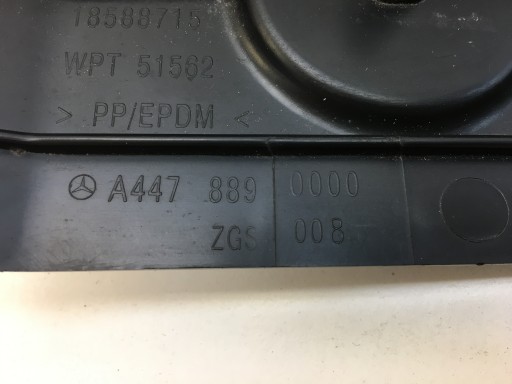 18588715
WPT 51562
> PP/EPDM <
A447 889 0000
ZGS 008